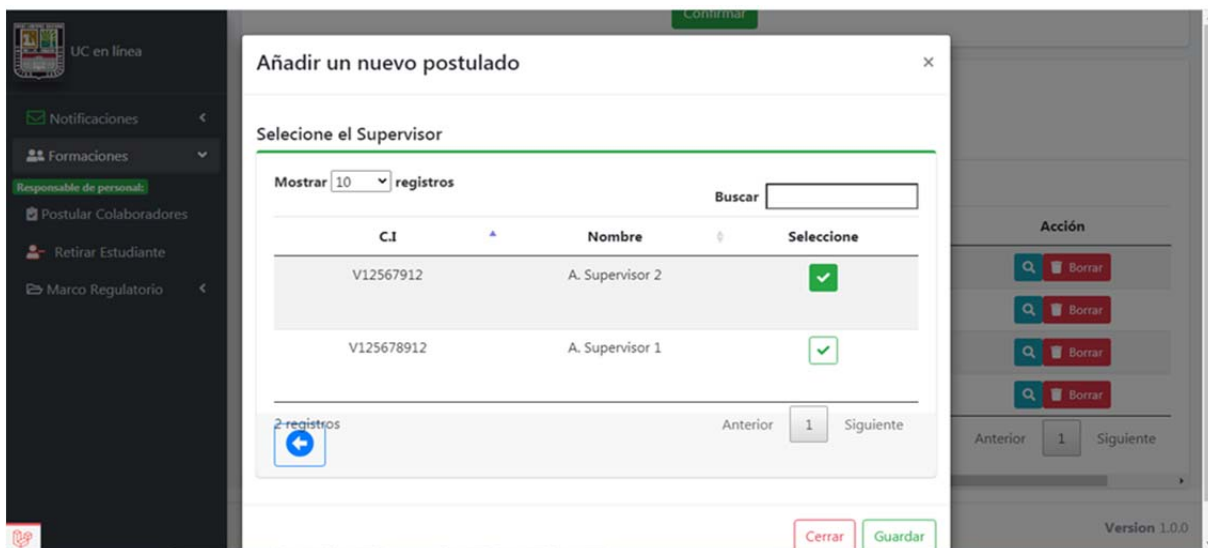 Confirmar
UC en línea
Notificaciones
Formaciones
Responsable de personal:
Postular Colaboradores
Retirar Estudiante
Marco Regulatorio
Añadir un nuevo postulado
×
Selecione el Supervisor
Mostrar 10 registros
Buscar
C.I Nombre Seleccione
V12567912 A. Supervisor 2
V125678912 A. Supervisor 1
2 registros
Anterior 1 Siguiente
Cerrar Guardar
Acción
Borrar
Borrar
Borrar
Borrar
Anterior 1 Siguiente
Version 1.0.0